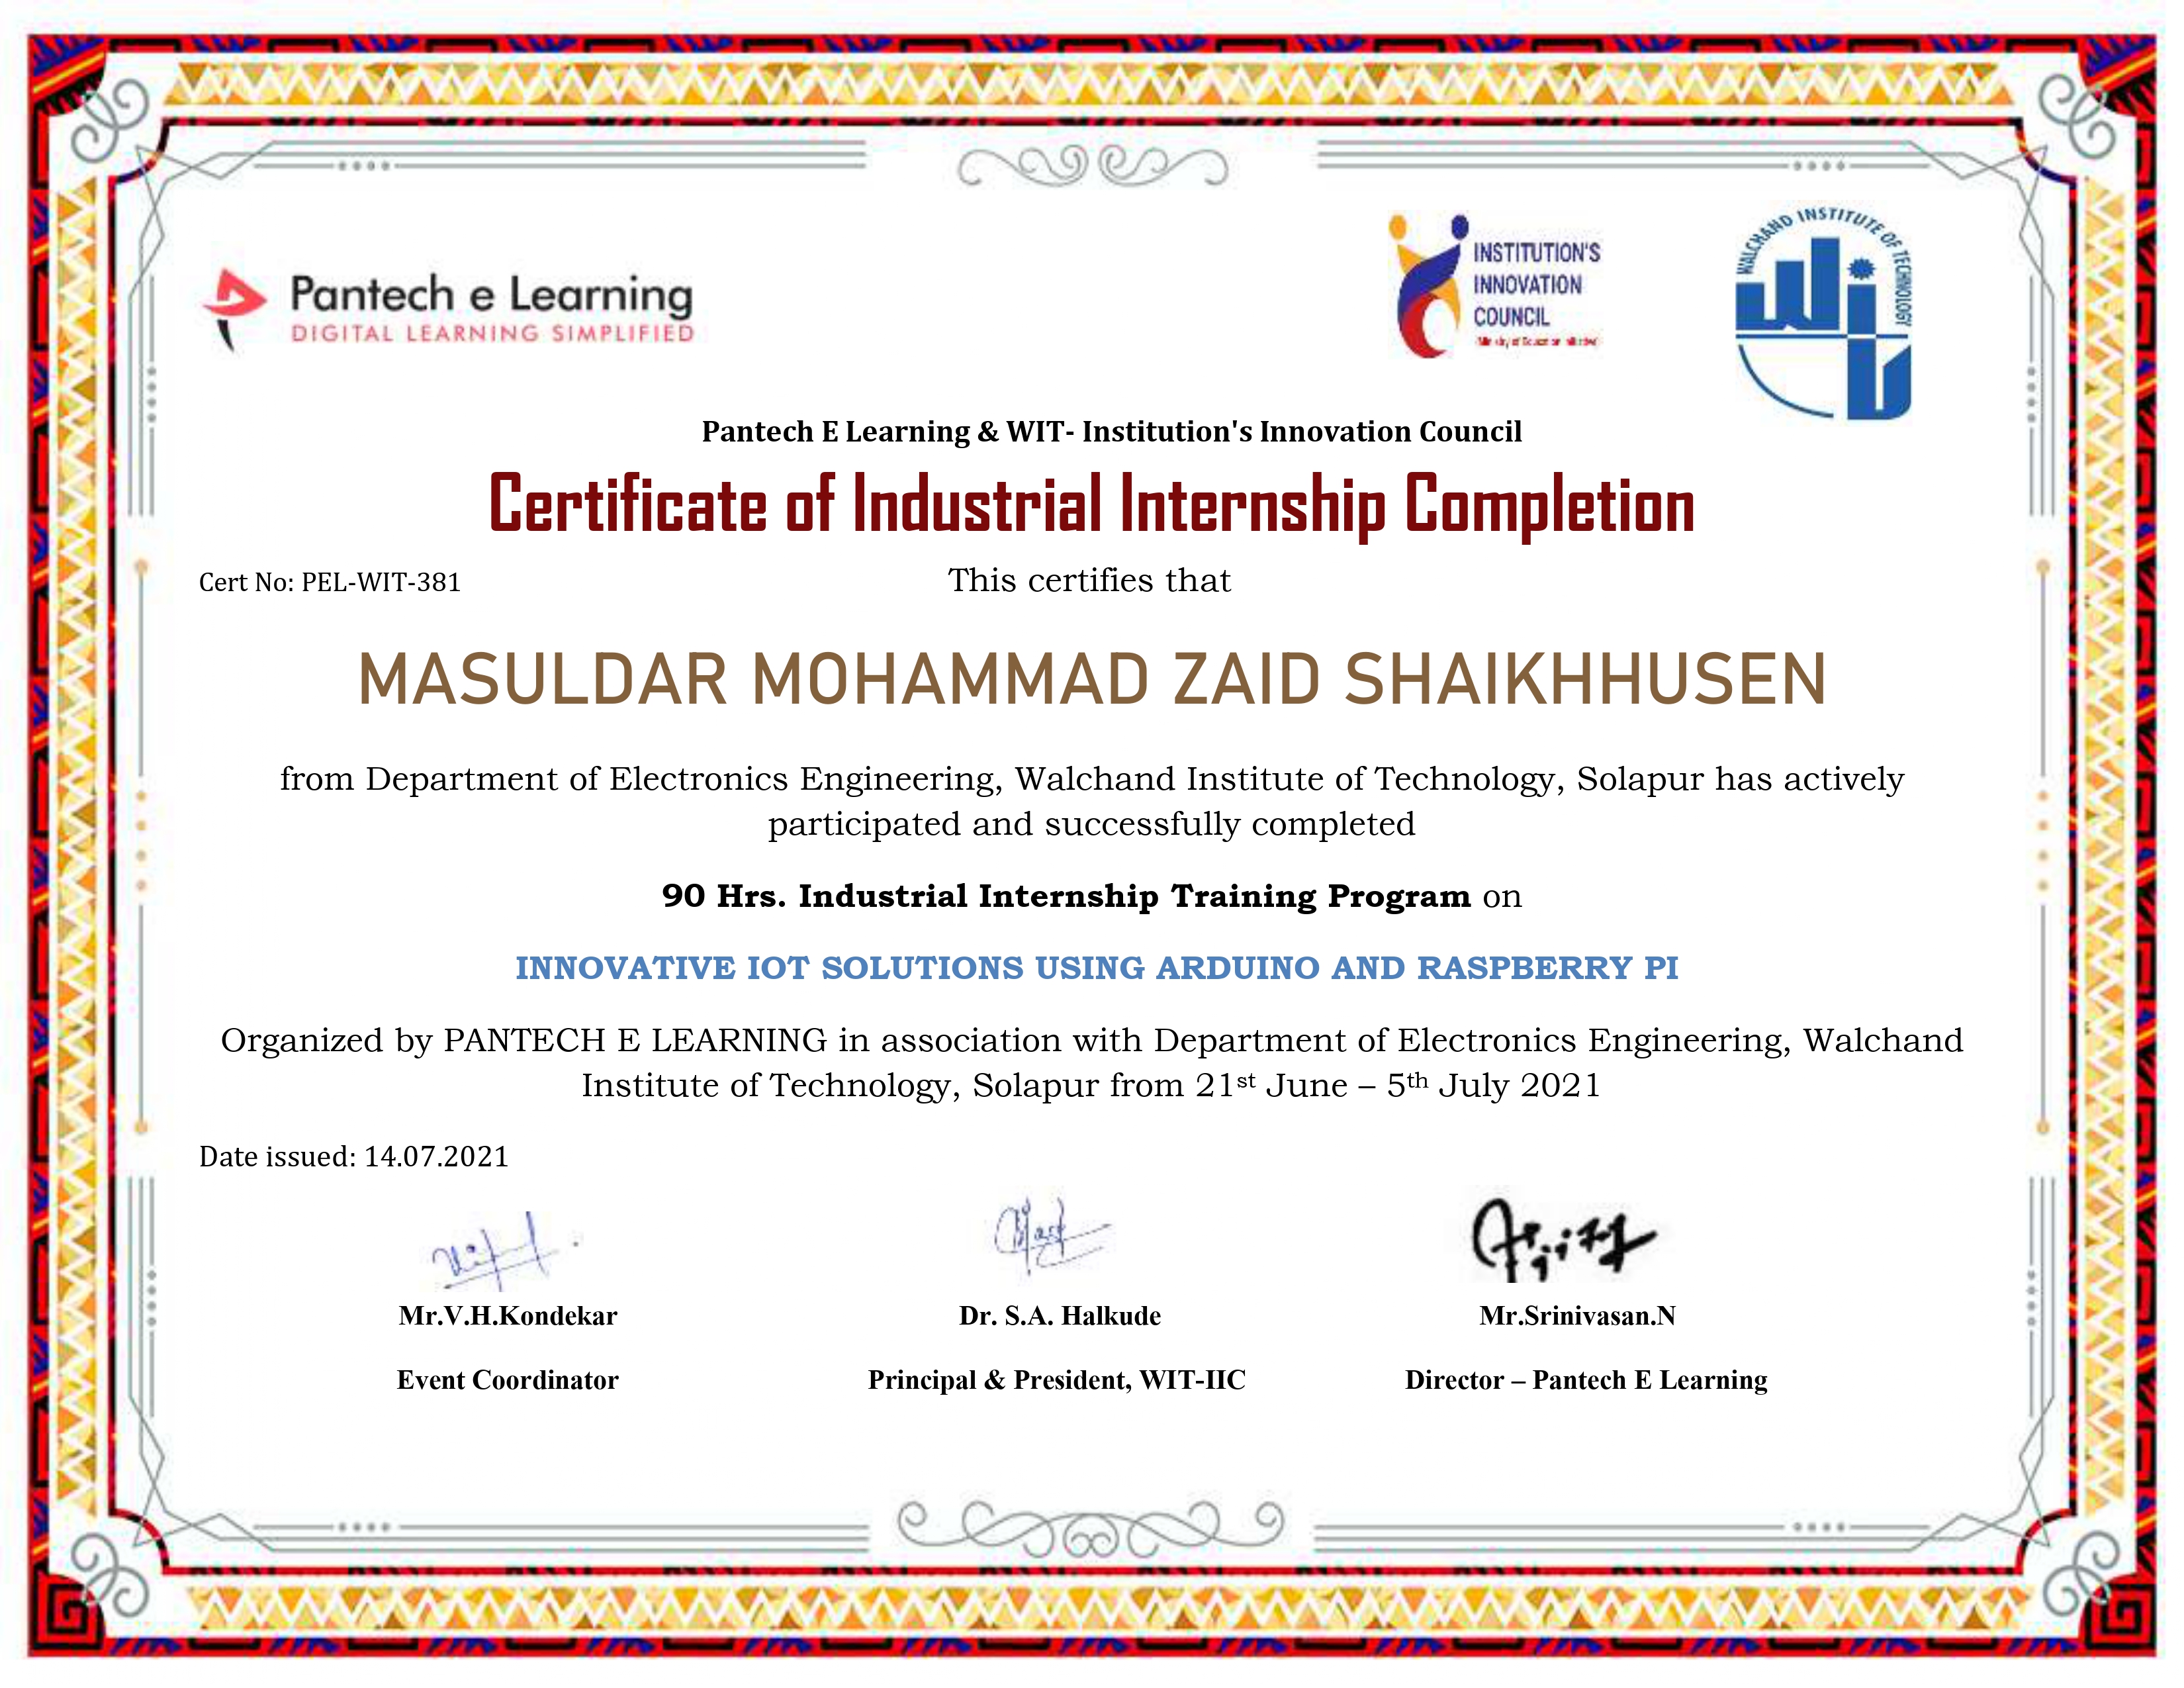 Pantech e Learning
DIGITAL LEARNING SIMPLIFIED
INSTITUTION'S
INNOVATION
COUNCIL
WALCHAND INSTITUTE OF TECHNOLOGY
Pantech E Learning & WIT- Institution's Innovation Council
Certificate of Industrial Internship Completion
Cert No: PEL-WIT-381
This certifies that
MASULDAR MOHAMMAD ZAID SHAIKHHUSEN
from Department of Electronics Engineering, Walchand Institute of Technology, Solapur has actively
participated and successfully completed
90 Hrs. Industrial Internship Training Program on
INNOVATIVE IOT SOLUTIONS USING ARDUINO AND RASPBERRY PI
Organized by PANTECH E LEARNING in association with Department of Electronics Engineering, Walchand
Institute of Technology, Solapur from 21st June – 5th July 2021
Date issued: 14.07.2021
Mr.V.H.Kondekar
Dr. S.A. Halkude
Mr.Srinivasan.N
Event Coordinator
Principal & President, WIT-IIC
Director – Pantech E Learning